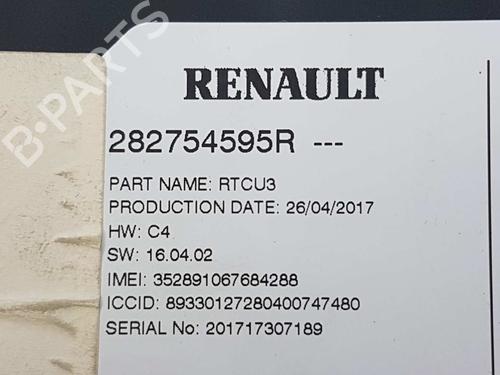 B-PARTS
RENAULT
282754595R ---
PART NAME: RTCU3
PRODUCTION DATE: 26/04/2017
HW: C4
SW: 16.04.02
IMEI: 352891067684288
ICCID: 89330127280400747480
SERIAL No: 201717307189